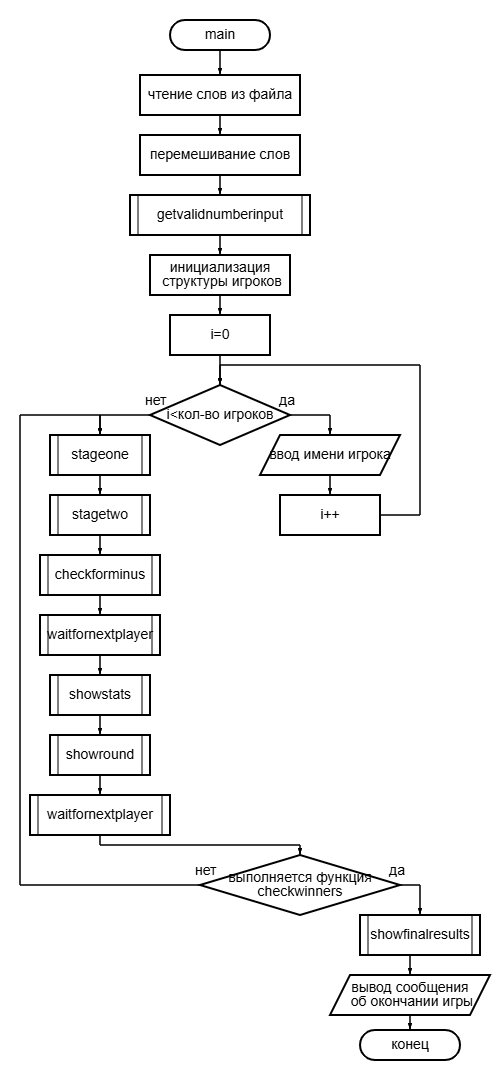 main
чтение слов из файла
перемешивание слов
getvalidnumberinput
инициализация
структуры игроков
i=0
нет
да
i<кол-во игроков
stageone
ввод имени игрока
stagetwo
i++
checkforminus
waitfornextplayer
showstats
showround
waitfornextplayer
нет
да
выполняется функция
checkwinners
showfinalresults
вывод сообщения
об окончании игры
конец